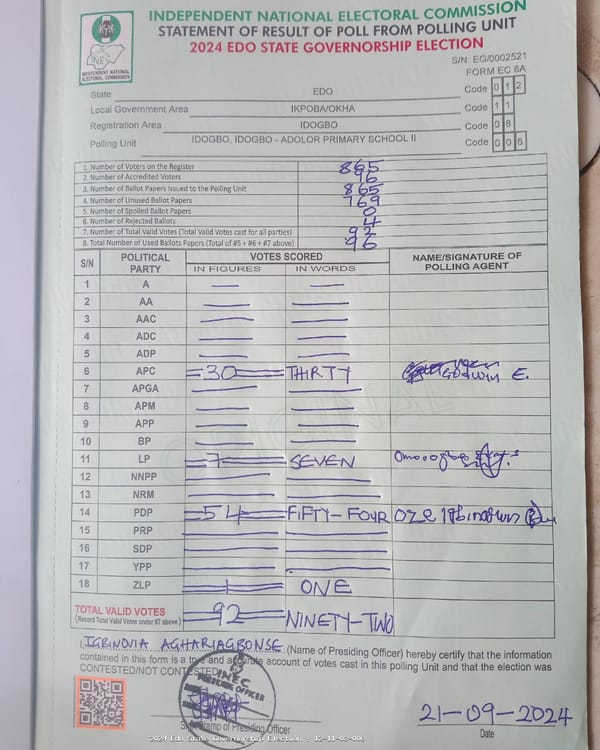 INDEPENDENT NATIONAL ELECTORAL COMMISSION
STATEMENT OF RESULT OF POLL FROM POLLING UNIT
2024 EDO STATE GOVERNORSHIP ELECTION
INEC
INDEPENDENT NATIONAL ELECTORAL COMMISSION
S/N: EG/0002521
FORM EC 8A
State EDO Code 0 1 2
Local Government Area IKPOBA/OKHA Code 1 1
Registration Area IDOGBO Code 0 8
Polling Unit IDOGBO, IDOGBO - ADOLOR PRIMARY SCHOOL II Code 0 0 6
1. Number of Voters on the Register 865
2. Number of Accredited Voters 96
3. Number of Ballot Papers Issued to the Polling Unit 865
4. Number of Unused Ballot Papers 769
5. Number of Spoiled Ballot Papers 0
6. Number of Rejected Ballots 4
7. Number of Total Valid Votes (Total Valid Votes cast for all parties) 92
8. Total Number of Used Ballots Papers (Total of #5 + #6 + #7 above) 96
S/N POLITICAL PARTY VOTES SCORED NAME/SIGNATURE OF POLLING AGENT
IN FIGURES IN WORDS
1 A
2 AA
3 AAC
4 ADC
5 ADP
6 APC =30= THIRTY Godwin E.
7 APGA
8 APM
9 APP
10 BP
11 LP =7= SEVEN
12 NNPP
13 NRM
14 PDP =54= FIFTY-FOUR
15 PRP
16 SDP
17 YPP
18 ZLP 1 ONE
TOTAL VALID VOTES =92= NINETY-TWO
(Record Total Valid Votes under #7 above)
I, IGBINOVIA AGHARIAGBONSE (Name of Presiding Officer) hereby certify that the information
contained in this form is a true and accurate account of votes cast in this polling Unit and that the election was
CONTESTED/NOT CONTESTED
INEC
PRESIDING OFFICER
Sign/Stamp of Presiding Officer
21-09-2024
Date